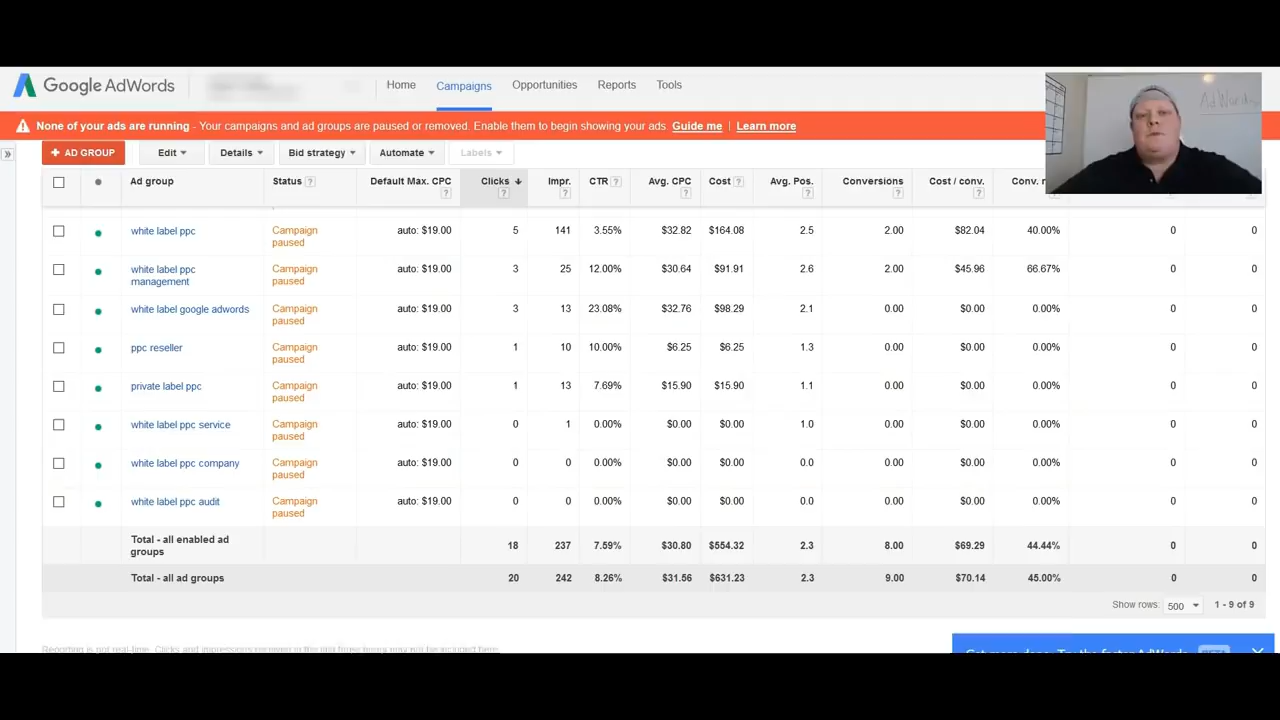 Google AdWords
Home Campaigns Opportunities Reports Tools
AdWords
None of your ads are running - Your campaigns and ad groups are paused or removed. Enable them to begin showing your ads. Guide me | Learn more
+ AD GROUP Edit Details Bid strategy Automate Labels
Ad group Status ? Default Max. CPC ? Clicks ? Impr. ? CTR ? Avg. CPC ? Cost ? Avg. Pos. ? Conversions ? Cost / conv. ? Conv. ?
white label ppc Campaign paused auto: $19.00 5 141 3.55% $32.82 $164.08 2.5 2.00 $82.04 40.00% 0 0
white label ppc management Campaign paused auto: $19.00 3 25 12.00% $30.64 $91.91 2.6 2.00 $45.96 66.67% 0 0
white label google adwords Campaign paused auto: $19.00 3 13 23.08% $32.76 $98.29 2.1 0.00 $0.00 0.00% 0 0
ppc reseller Campaign paused auto: $19.00 1 10 10.00% $6.25 $6.25 1.3 0.00 $0.00 0.00% 0 0
private label ppc Campaign paused auto: $19.00 1 13 7.69% $15.90 $15.90 1.1 0.00 $0.00 0.00% 0 0
white label ppc service Campaign paused auto: $19.00 0 1 0.00% $0.00 $0.00 1.0 0.00 $0.00 0.00% 0 0
white label ppc company Campaign paused auto: $19.00 0 0 0.00% $0.00 $0.00 0.0 0.00 $0.00 0.00% 0 0
white label ppc audit Campaign paused auto: $19.00 0 0 0.00% $0.00 $0.00 0.0 0.00 $0.00 0.00% 0 0
Total - all enabled ad groups 18 237 7.59% $30.80 $554.32 2.3 8.00 $69.29 44.44% 0 0
Total - all ad groups 20 242 8.26% $31.56 $631.23 2.3 9.00 $70.14 45.00% 0 0
Show rows: 500 1 - 9 of 9